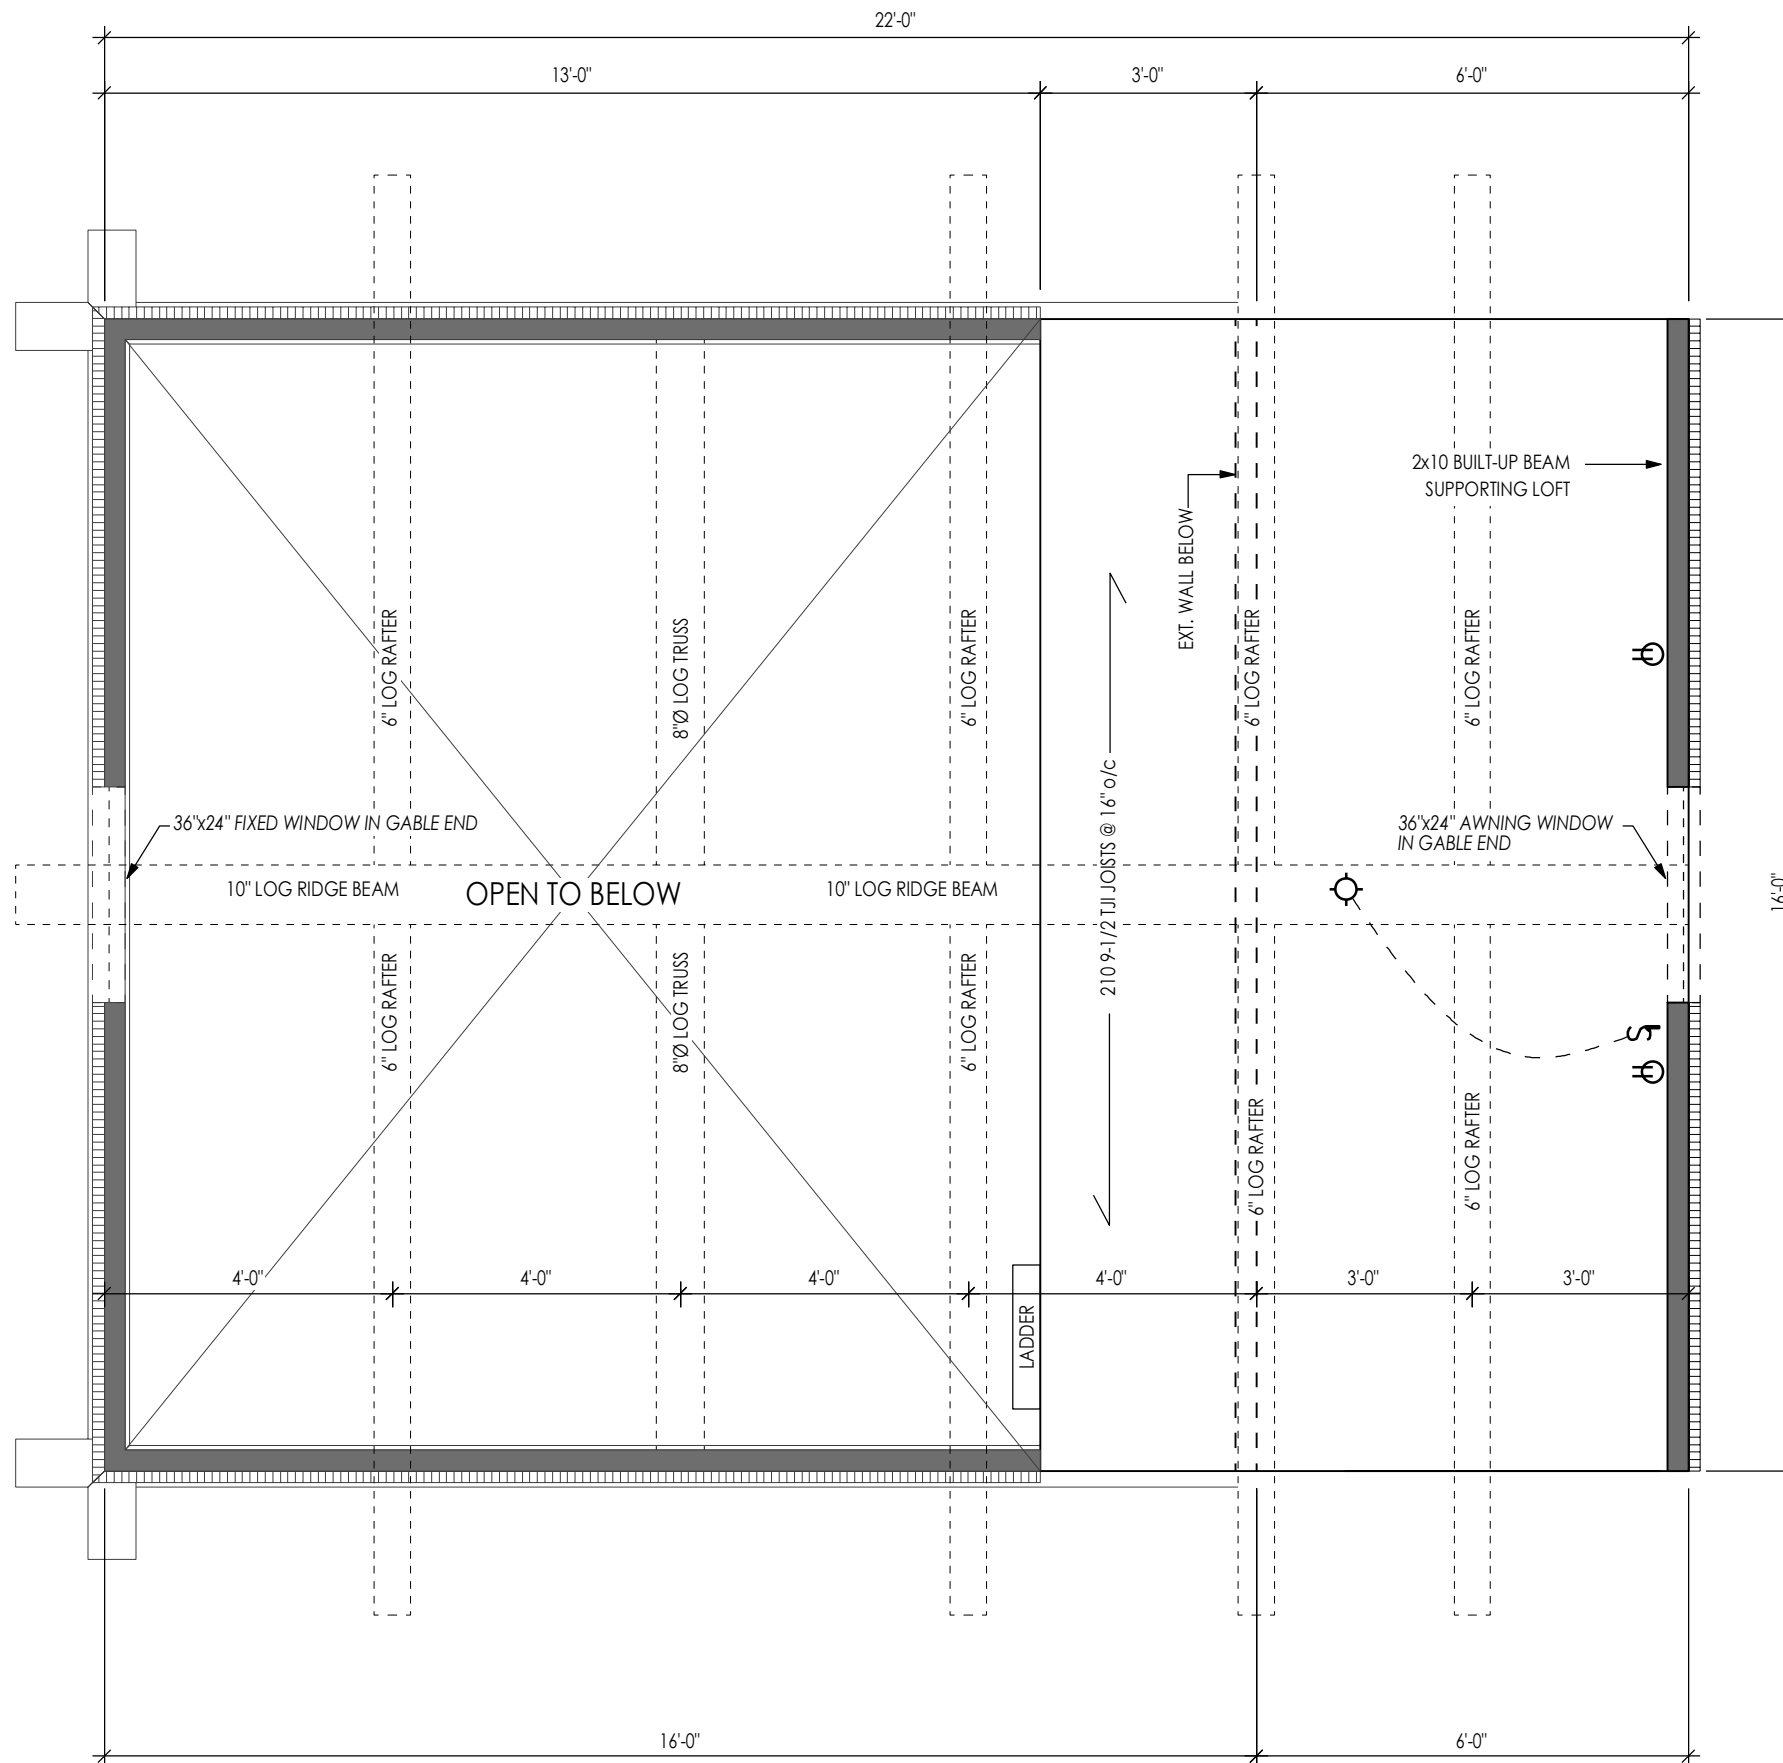 22'-0"
13'-0"
3'-0"
6'-0"
2x10 BUILT-UP BEAM
SUPPORTING LOFT
EXT. WALL BELOW
6" LOG RAFTER
8"Ø LOG TRUSS
6" LOG RAFTER
6" LOG RAFTER
6" LOG RAFTER
36"x24" FIXED WINDOW IN GABLE END
36"x24" AWNING WINDOW
IN GABLE END
210 9-1/2 TJI JOISTS @ 16" o/c
10" LOG RIDGE BEAM
OPEN TO BELOW
10" LOG RIDGE BEAM
16'-0"
6" LOG RAFTER
8"Ø LOG TRUSS
6" LOG RAFTER
S
6" LOG RAFTER
6" LOG RAFTER
4'-0"
4'-0"
4'-0"
4'-0"
3'-0"
3'-0"
LADDER
16'-0"
6'-0"